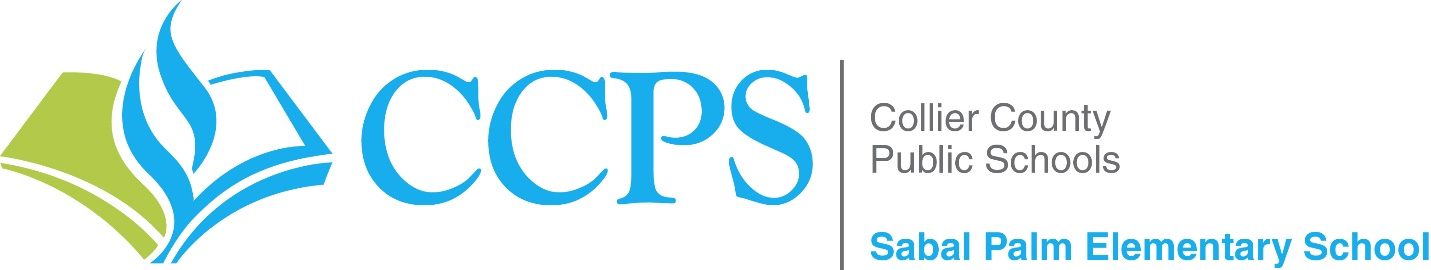 CCPS
Collier County
Public Schools
Sabal Palm Elementary School